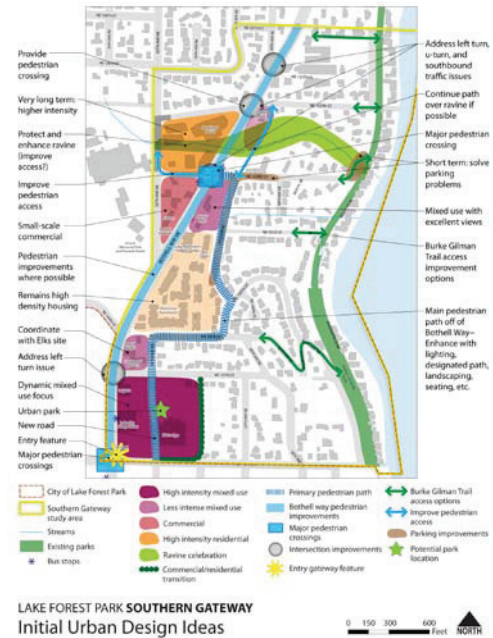 Provide
pedestrian
crossing
Very long term:
higher intensity
Protect and
enhance ravine
(improve
access?)
Improve
pedestrian
access
Small-scale
commercial
Pedestrian
improvements
where possible
Remains high
density housing
Coordinate
with Elks site
Address left
turn issue
Dynamic mixed
use focus
Urban park
New road
Entry feature
Major pedestrian
crossings
Address left turn,
u-turn, and
southbound
traffic issues
Continue path
over ravine if
possible
Major pedestrian
crossing
Short term: solve
parking
problems
Mixed use with
excellent views
Burke Gilman
Trail access
improvement
options
Main pedestrian
path off of
Bothell Way–
Enhance with
lighting,
designated path,
landscaping,
seating, etc.
City of Lake Forest Park
Southern Gateway
study area
Streams
Existing parks
Bus stops
High intensity mixed use
Less intense mixed use
Commercial
High intensity residential
Ravine celebration
Commercial/residential
transition
Primary pedestrian path
Bothell way pedestrian
improvements
Major pedestrian
crossings
Intersection improvements
Entry gateway feature
Burke Gilman Trail
access options
Improve pedestrian
access
Parking improvements
Potential park
location
LAKE FOREST PARK SOUTHERN GATEWAY
Initial Urban Design Ideas
0 150 300 600
Feet
NORTH